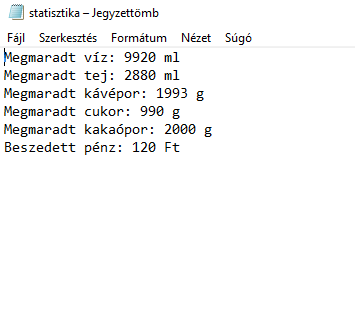 statisztika – Jegyzettömb
Fájl Szerkesztés Formátum Nézet Súgó
Megmaradt víz: 9920 ml
Megmaradt tej: 2880 ml
Megmaradt kávépor: 1993 g
Megmaradt cukor: 990 g
Megmaradt kakaópor: 2000 g
Beszedett pénz: 120 Ft